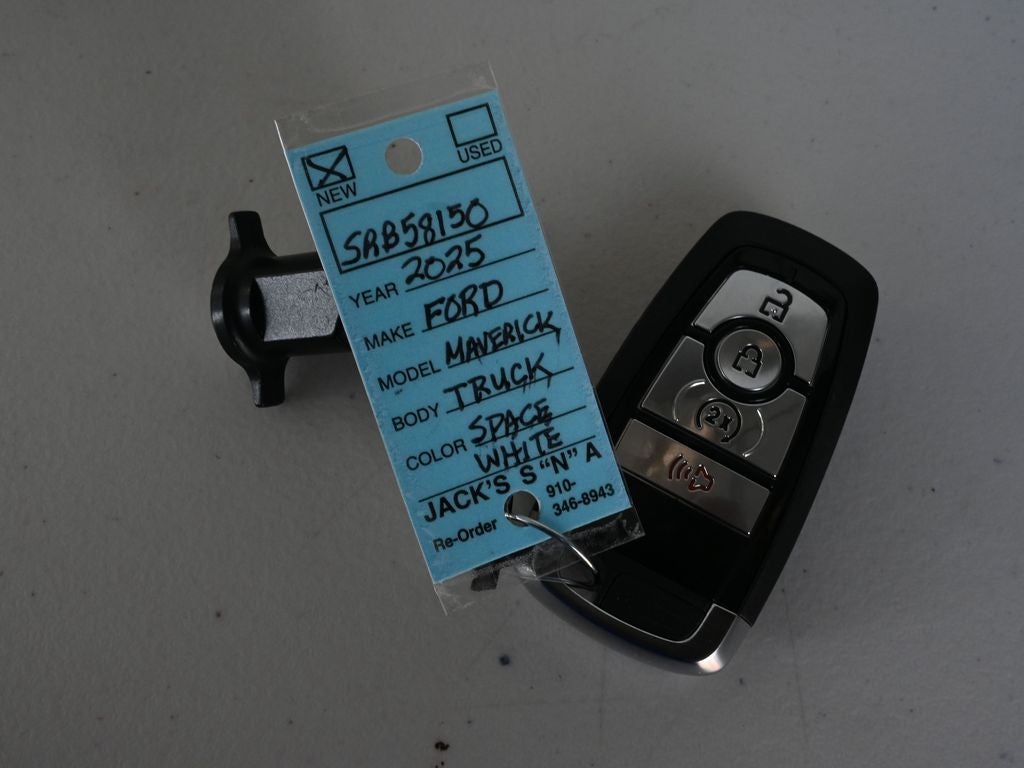 NEW USED
SRB58150
YEAR 2025
MAKE FORD
MODEL MAVERICK
BODY TRUCK
COLOR SPACE
WHITE
JACK'S S "N" A
Re-Order 910-
346-8943
2X